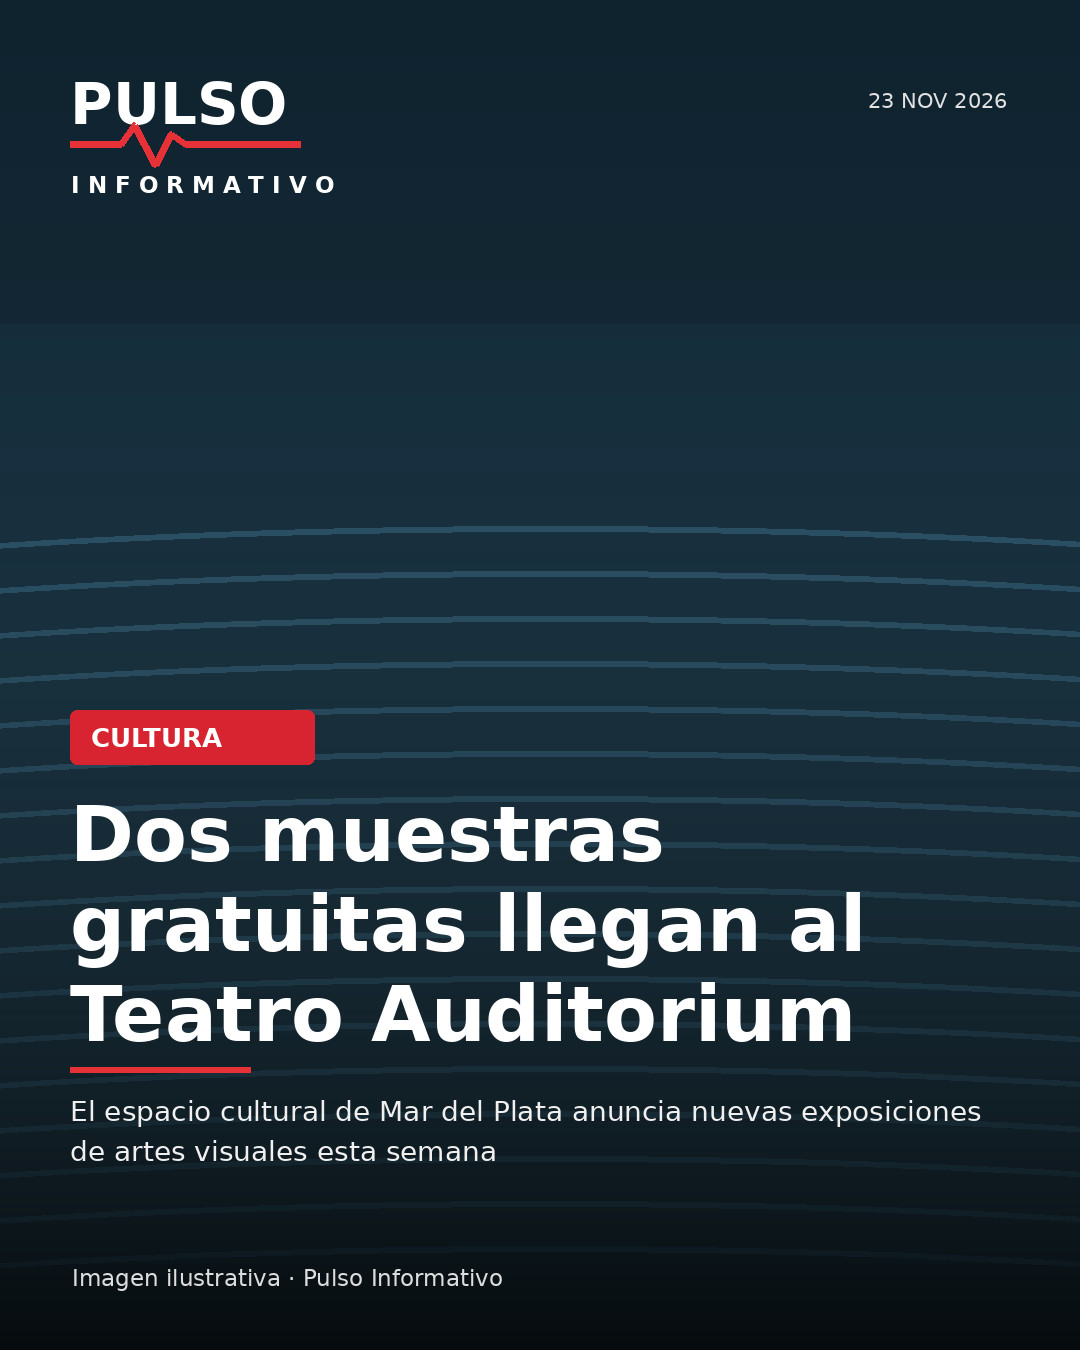 PULSO
INFORMATIVO
23 NOV 2026
CULTURA
Dos muestras
gratuitas llegan al
Teatro Auditorium
El espacio cultural de Mar del Plata anuncia nuevas exposiciones
de artes visuales esta semana
Imagen ilustrativa · Pulso Informativo